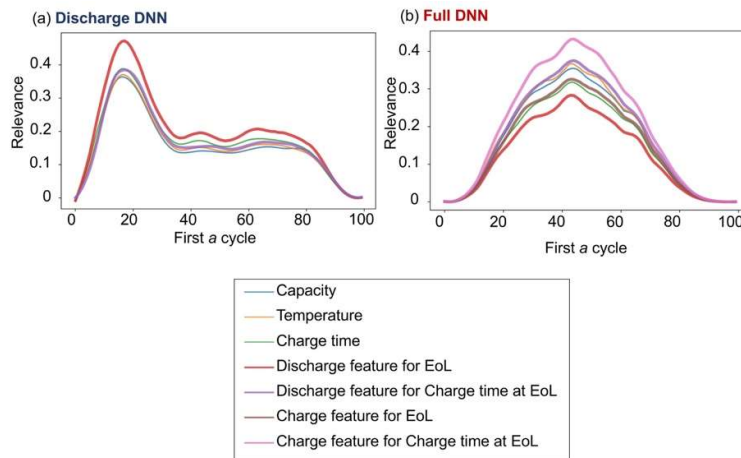 (a) Discharge DNN
Relevance
0.4
0.3
0.2
0.1
0
0 20 40 60 80 100
First a cycle
(b) Full DNN
Relevance
0.4
0.3
0.2
0.1
0
0 20 40 60 80 100
First a cycle
Capacity
Temperature
Charge time
Discharge feature for EoL
Discharge feature for Charge time at EoL
Charge feature for EoL
Charge feature for Charge time at EoL